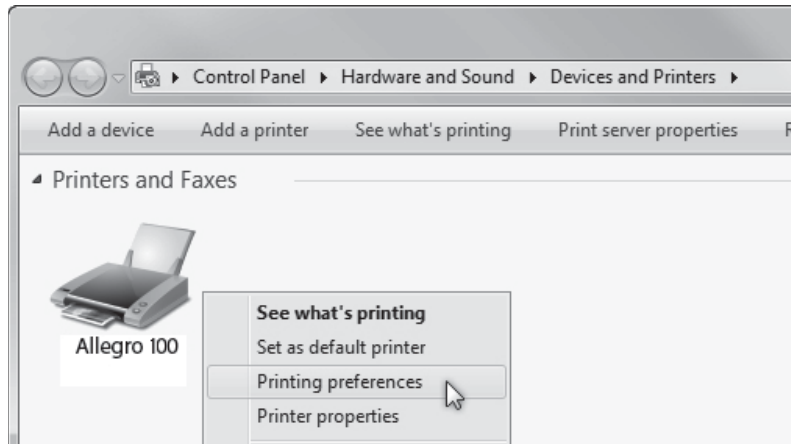 Control Panel Hardware and Sound Devices and Printers
Add a device Add a printer See what's printing Print server properties
Printers and Faxes
Allegro 100
See what's printing
Set as default printer
Printing preferences
Printer properties